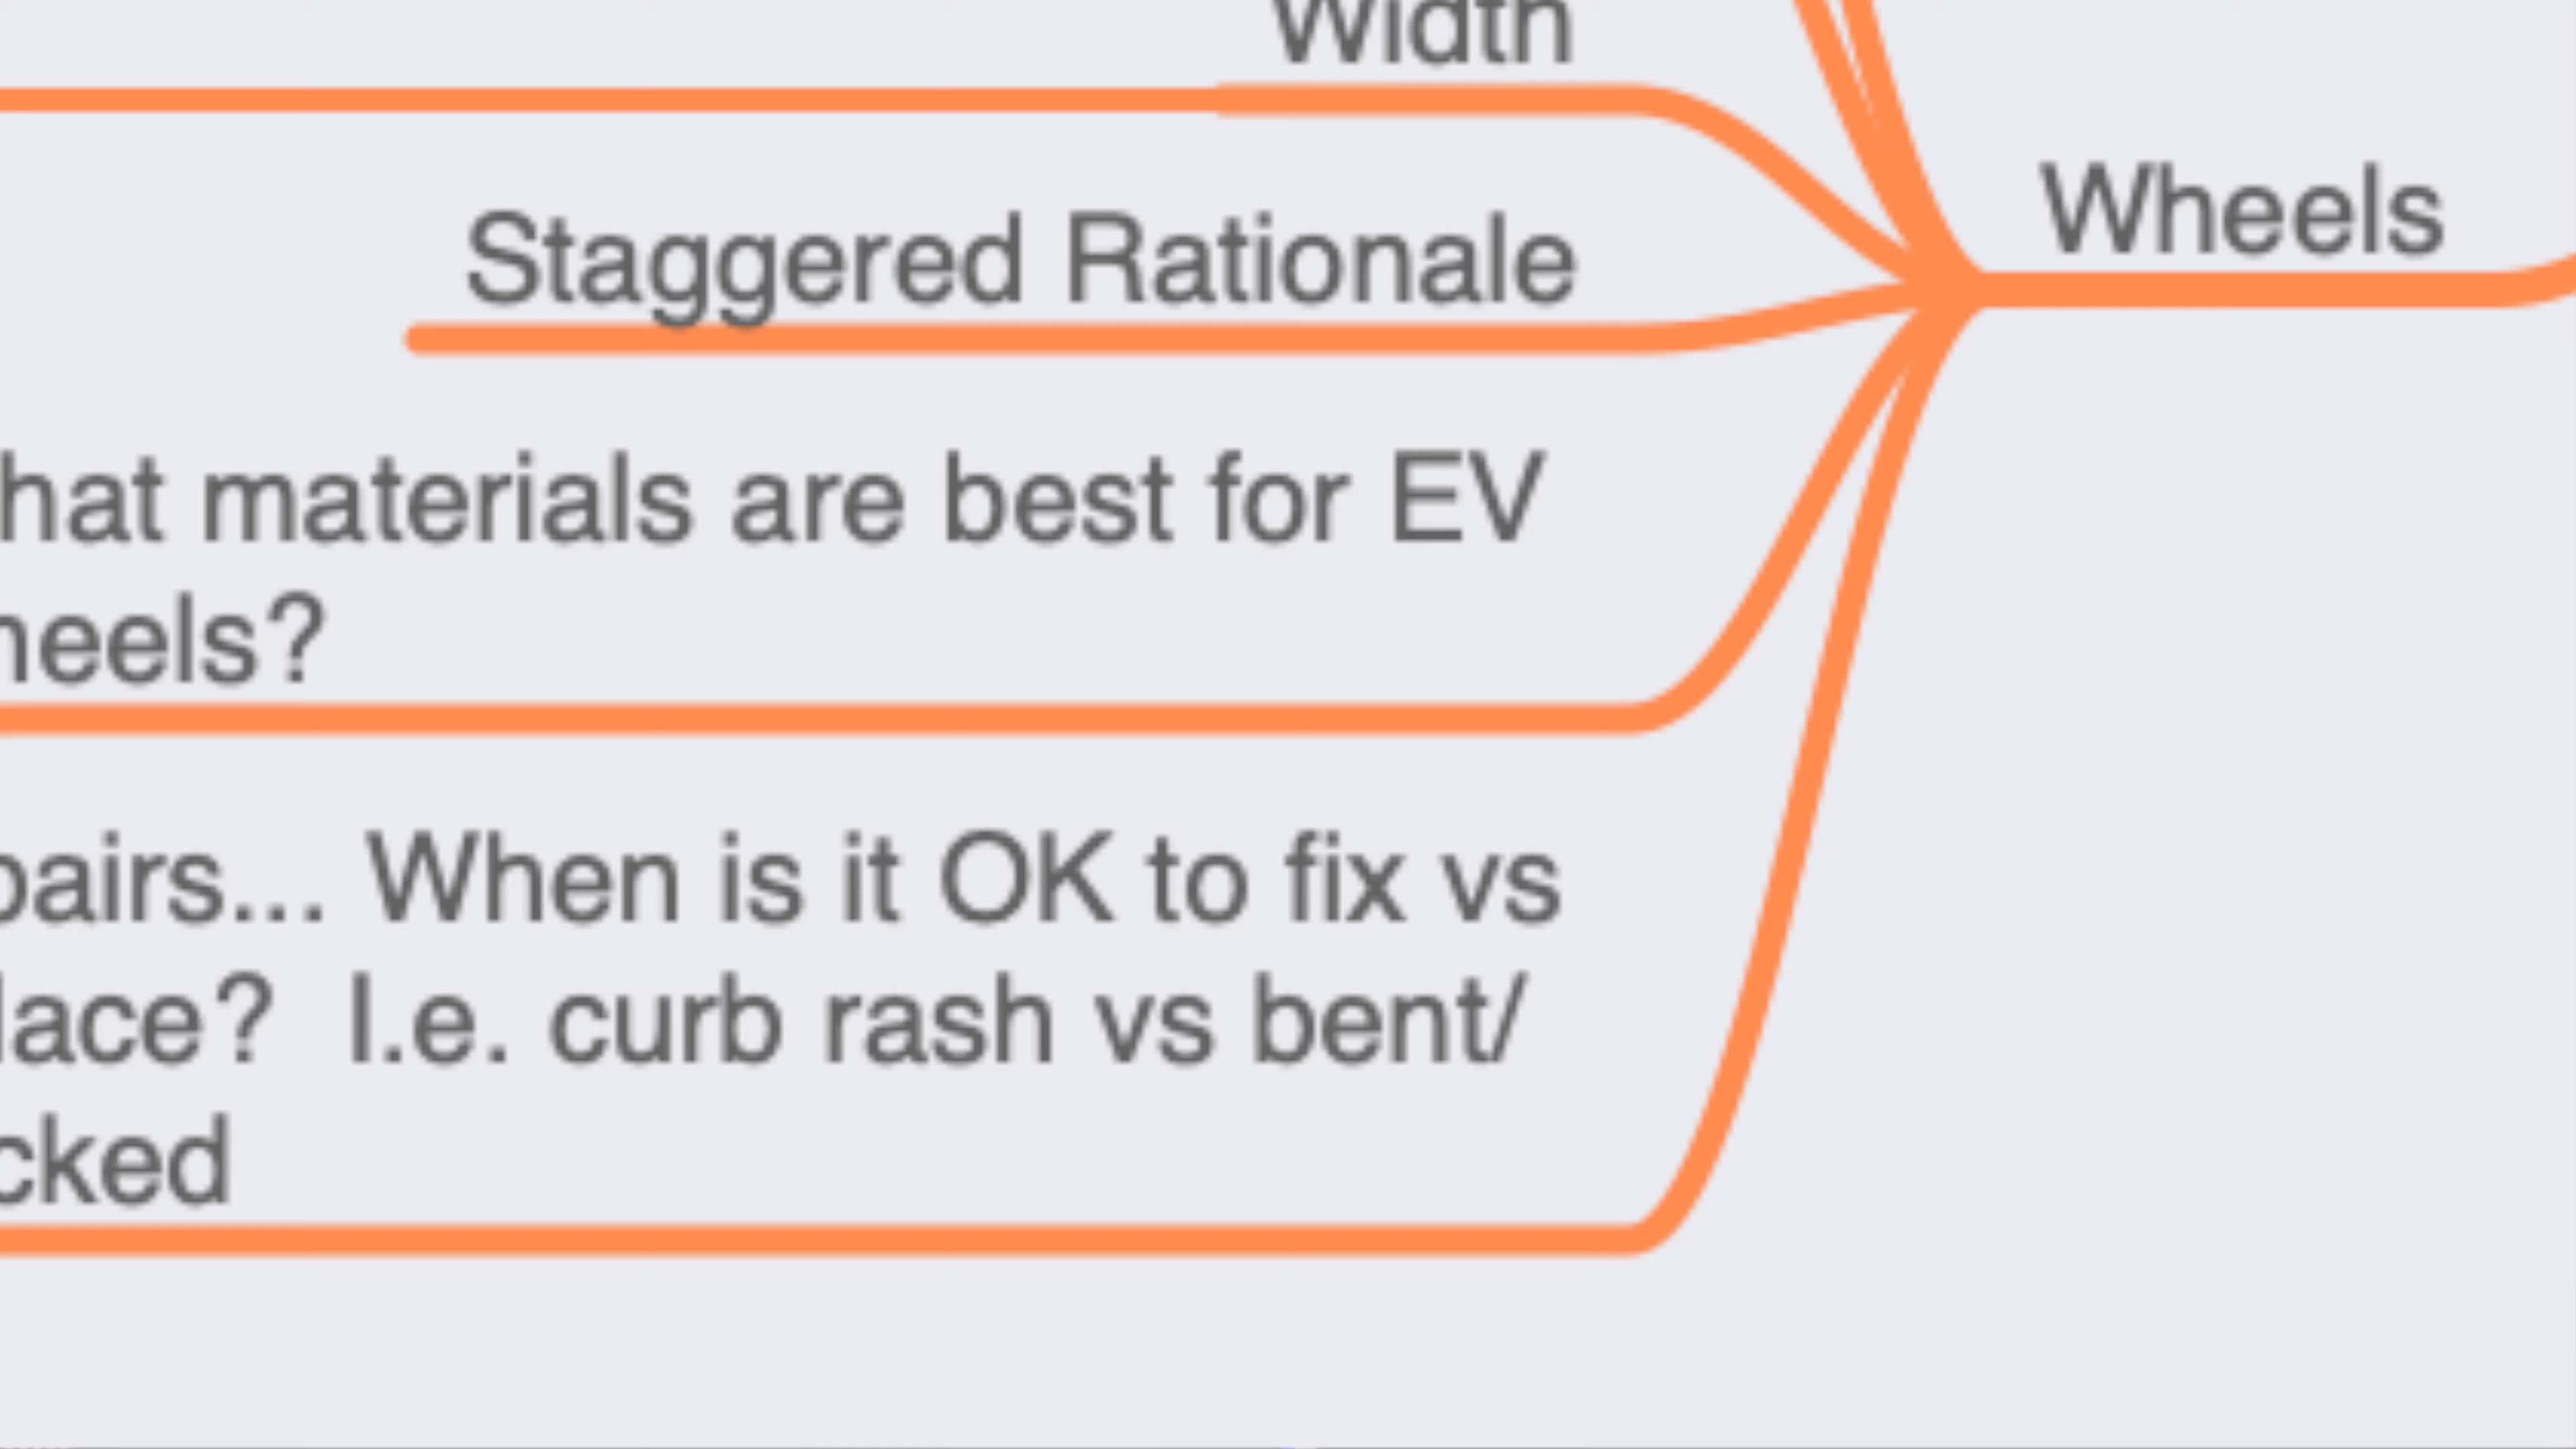 Width
Wheels
Staggered Rationale
hat materials are best for EV
heels?
pairs... When is it OK to fix vs
lace?  I.e. curb rash vs bent/
cked